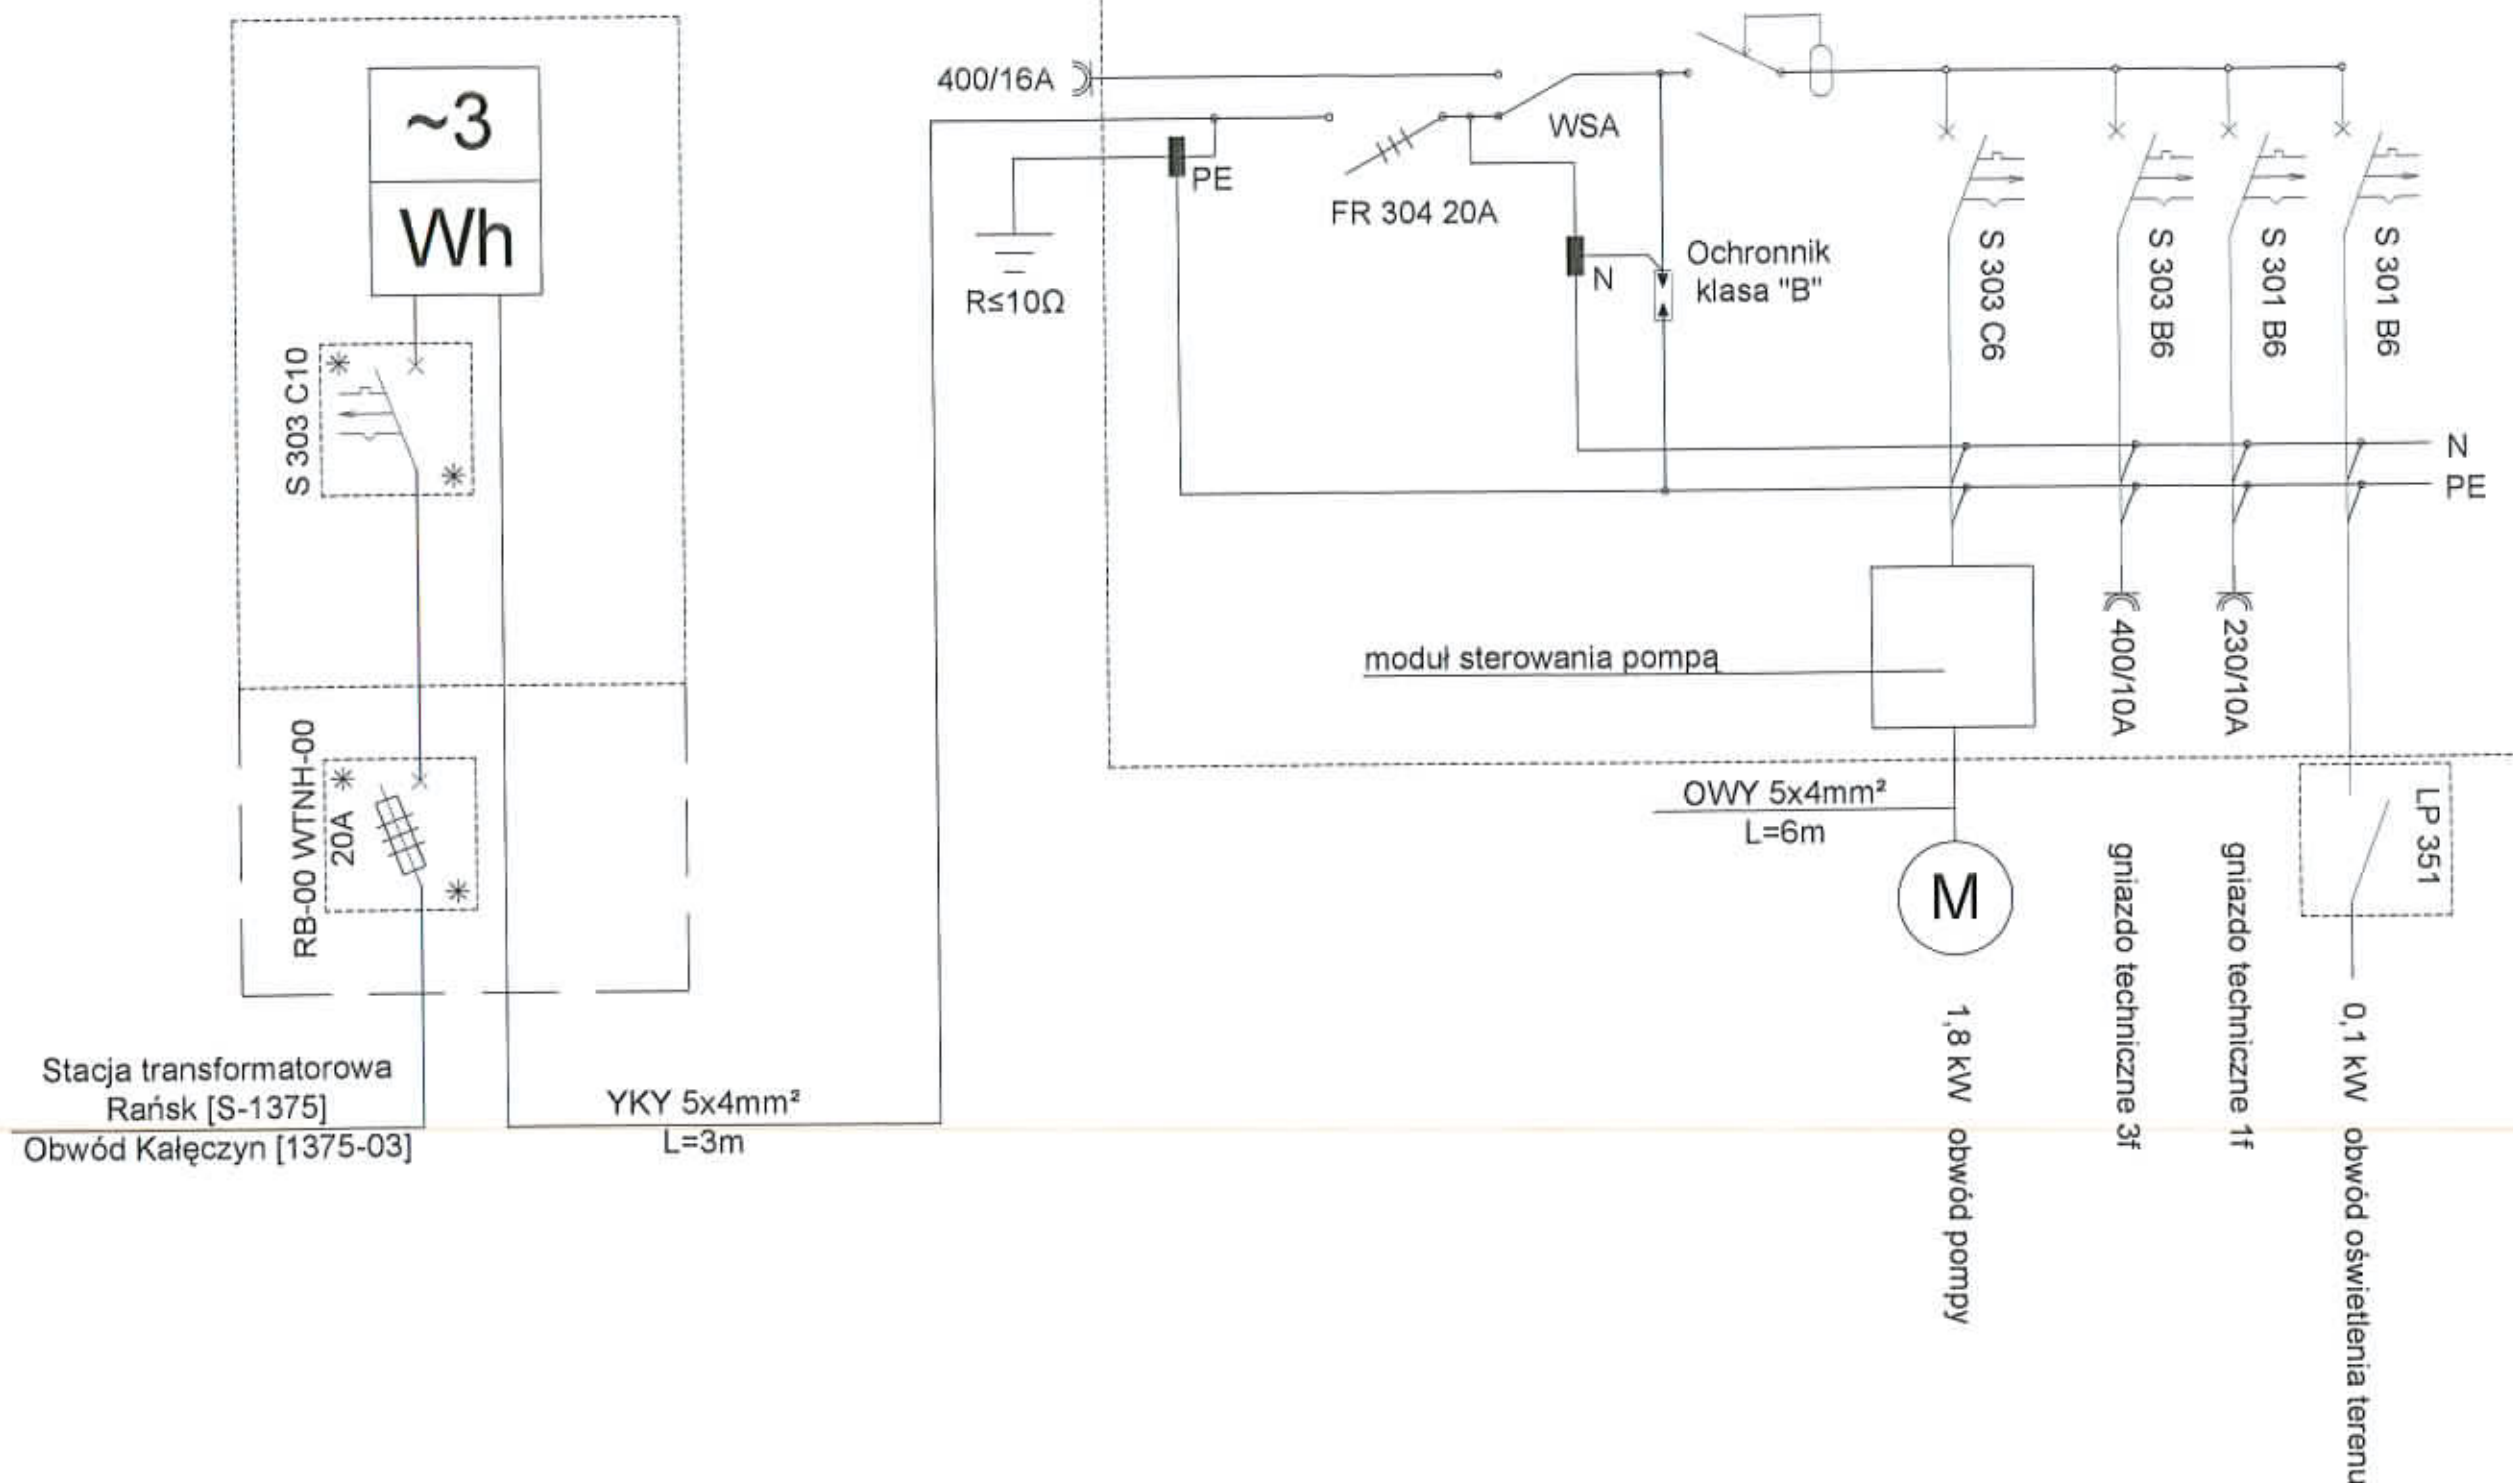 ~3
Wh
S 303 C10
RB-00 WTNH-00
20A
Stacja transformatorowa
Rańsk [S-1375]
Obwód Kałęczyn [1375-03]
YKY 5x4mm²
L=3m
400/16A
PE
R≤10Ω
FR 304 20A
WSA
N
Ochronnik
klasa "B"
S 303 C6
S 303 B6
S 301 B6
S 301 B6
N
PE
moduł sterowania pompa
400/10A
230/10A
OWY 5x4mm²
L=6m
M
LP 351
1,8 kW obwód pompy
gniazdo techniczne 3f
gniazdo techniczne 1f
0,1 kW obwód oświetlenia terenu